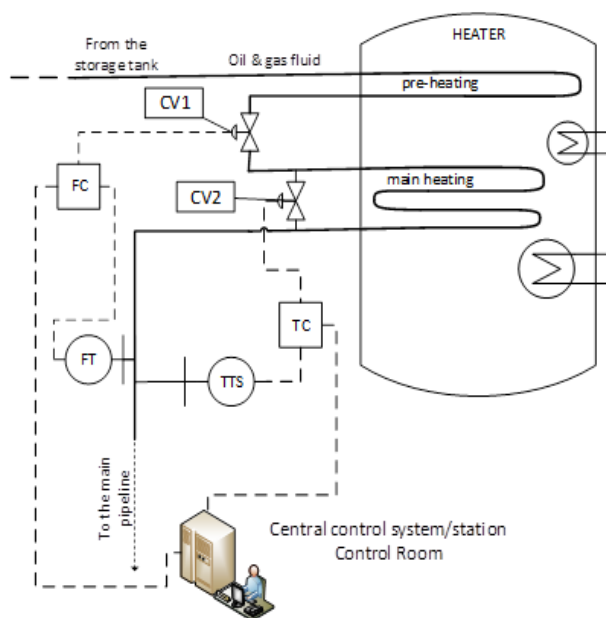 HEATER
From the
storage tank
Oil & gas fluid
pre-heating
CV1
FC
main heating
CV2
TC
FT
TTS
To the main
pipeline
Central control system/station
Control Room